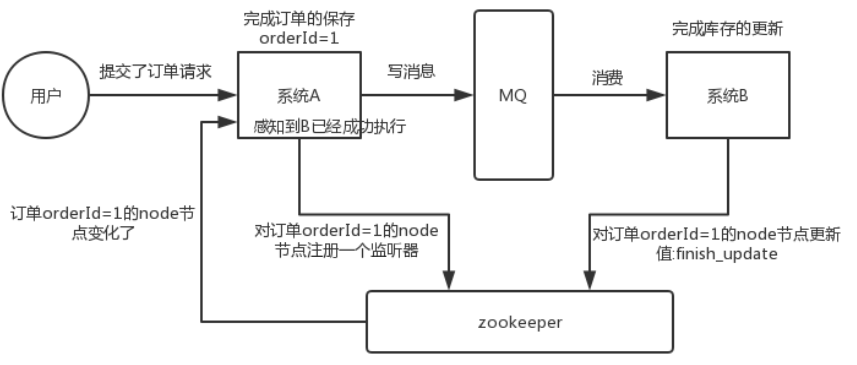 完成订单的保存
orderId=1
完成库存的更新
提交了订单请求
写消息
消费
用户
系统A
MQ
系统B
感知到B已经成功执行
订单orderId=1的node节
点变化了
对订单orderId=1的node
节点注册一个监听器
对订单orderId=1的node节点更新
值:finish_update
zookeeper